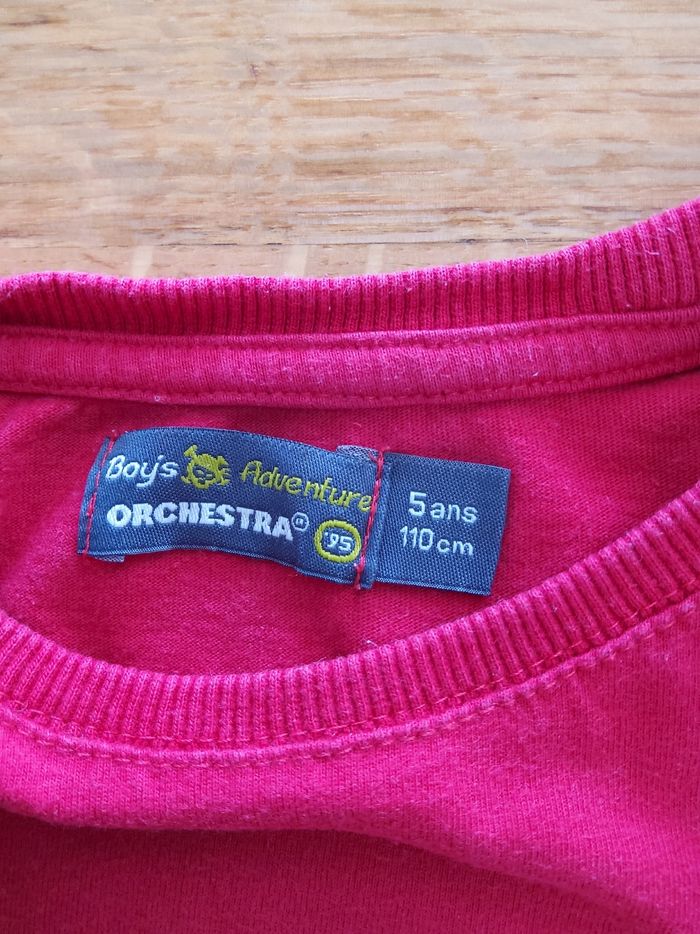 Boy's Adventure
ORCHESTRA®
'95
5 ans
110 cm